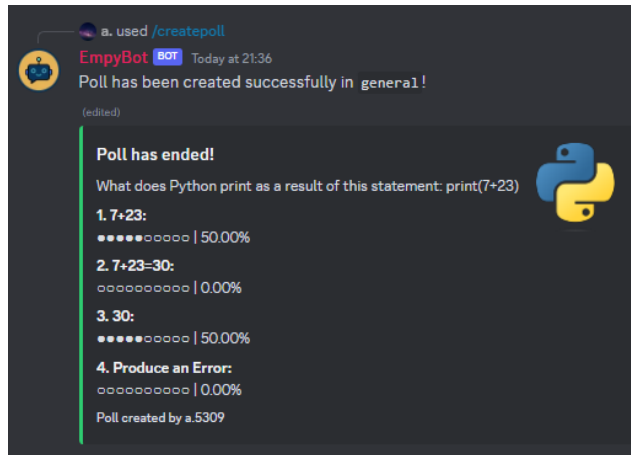 a. used /createpoll
EmpyBot BOT Today at 21:36
Poll has been created successfully in general!
(edited)
Poll has ended!
What does Python print as a result of this statement: print(7+23)
1. 7+23:
●●●●●○○○○○ | 50.00%
2. 7+23=30:
○○○○○○○○○○ | 0.00%
3. 30:
●●●●●○○○○○ | 50.00%
4. Produce an Error:
○○○○○○○○○○ | 0.00%
Poll created by a.5309